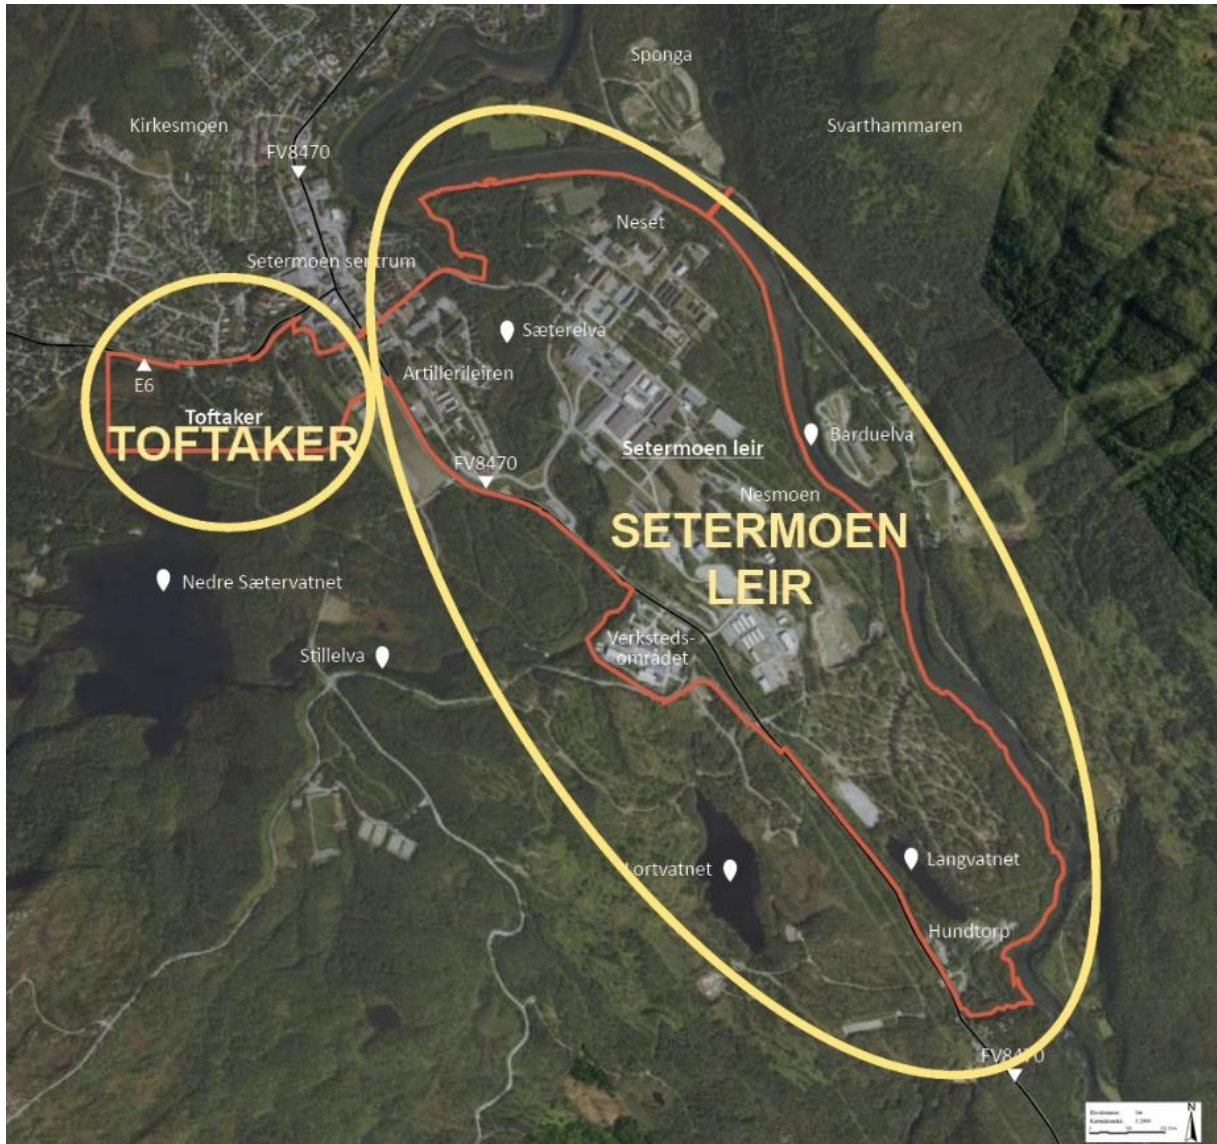 Sponga
Kirkesmoen
Svarthammaren
FV8470
Neset
Setermoen sentrum
Sæterelva
E6
Artillerileiren
Toftaker
TOFTAKER
Barduelva
Setermoen leir
FV8470
Nesmoen
SETERMOEN
LEIR
Nedre Sætervatnet
Verksteds-
området
Stillelva
Langvatnet
Lortvatnet
Hundtorp
FV8470
N